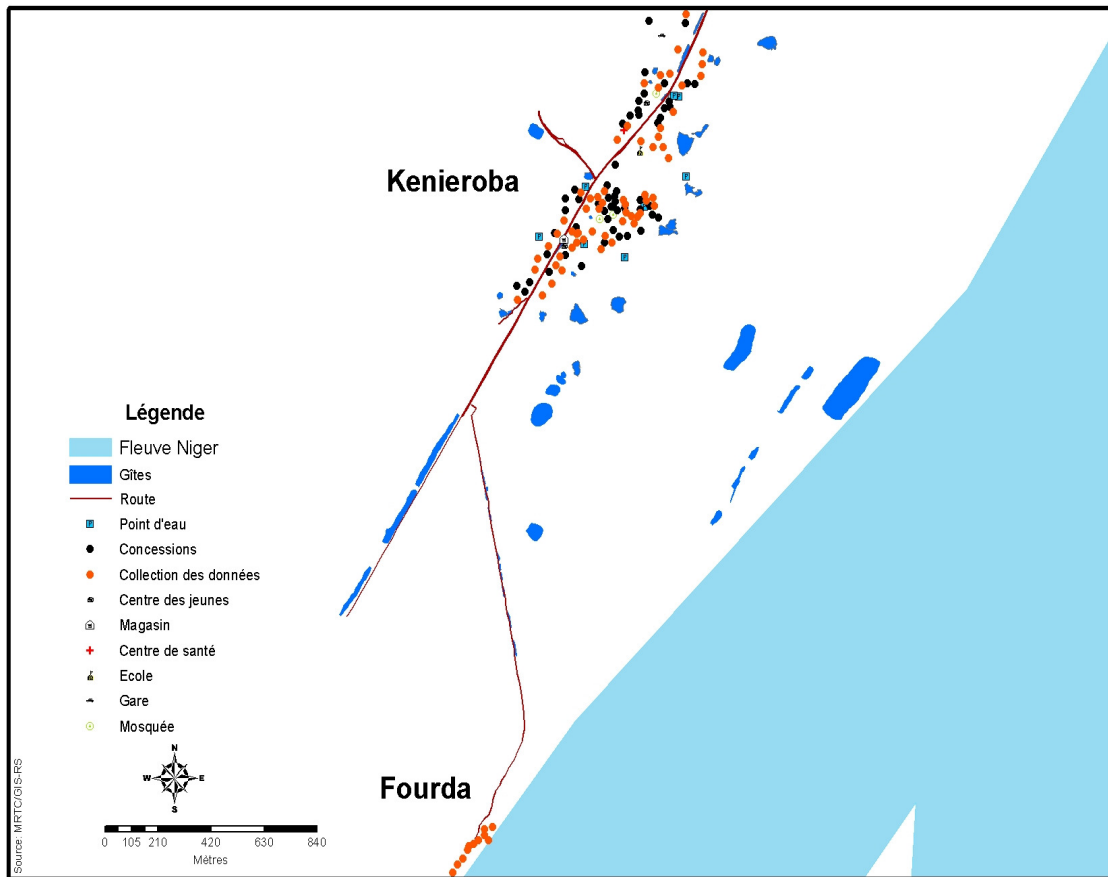 Kenieroba
Légende
Fleuve Niger
Gîtes
Route
Point d'eau
Concessions
Collection des données
Centre des jeunes
Magasin
Centre de santé
Ecole
Gare
Mosquée
N
W E
S
Fourda
0 105 210 420 630 840
Mètres
Source: MRTC/GIS-RS